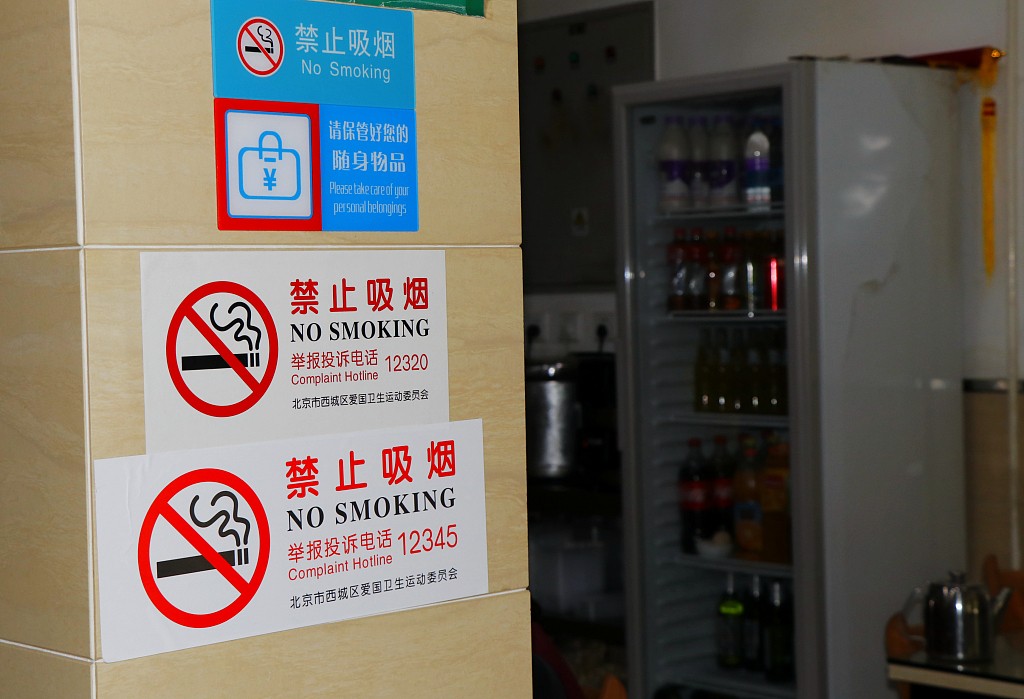 禁止吸烟
No Smoking
¥
请保管好您的
随身物品
Please take care of your
personal belongings
禁止吸烟
NO SMOKING
举报投诉电话 12320
Complaint Hotline
北京市西城区爱国卫生运动委员会
禁止吸烟
NO SMOKING
举报投诉电话 12345
Complaint Hotline
北京市西城区爱国卫生运动委员会